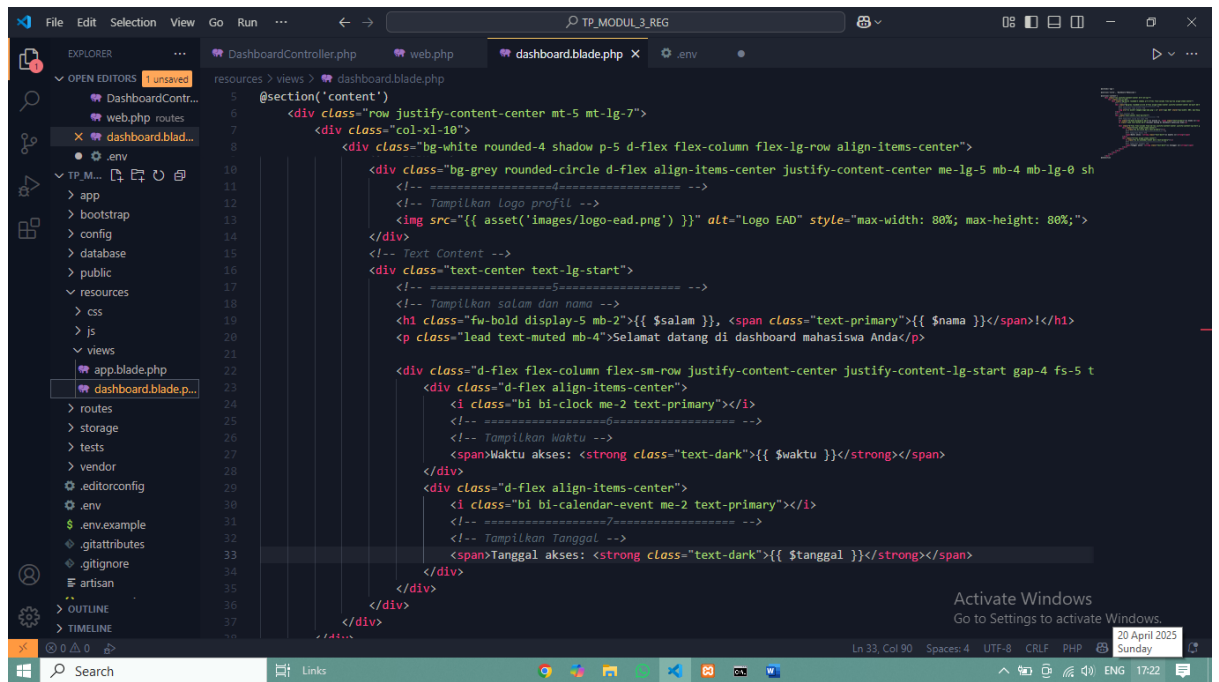 File Edit Selection View Go Run ··· ← → TP_MODUL_3_REG
EXPLORER ···
DashboardController.php web.php dashboard.blade.php × .env
OPEN EDITORS 1 unsaved
DashboardContr...
web.php routes
dashboard.blad...
.env
TP_M...
app
bootstrap
config
database
public
resources
css
js
views
app.blade.php
dashboard.blade.p...
routes
storage
tests
vendor
.editorconfig
.env
.env.example
.gitattributes
.gitignore
artisan
OUTLINE
TIMELINE
resources > views > dashboard.blade.php
5 @section('content')
6 <div class="row justify-content-center mt-5 mt-lg-7">
7 <div class="col-xl-10">
8 <div class="bg-white rounded-4 shadow p-5 d-flex flex-column flex-lg-row align-items-center">
10 <div class="bg-grey rounded-circle d-flex align-items-center justify-content-center me-lg-5 mb-4 mb-lg-0 sh
11 <!-- ==================4================== -->
12 <!-- Tampilkan logo profil -->
13 <img src="{{ asset('images/logo-ead.png') }}" alt="Logo EAD" style="max-width: 80%; max-height: 80%;">
14 </div>
15 <!-- Text Content -->
16 <div class="text-center text-lg-start">
17 <!-- ==================5================== -->
18 <!-- Tampilkan salam dan nama -->
19 <h1 class="fw-bold display-5 mb-2">{{ $salam }}, <span class="text-primary">{{ $nama }}</span>!</h1>
20 <p class="lead text-muted mb-4">Selamat datang di dashboard mahasiswa Anda</p>
21
22 <div class="d-flex flex-column flex-sm-row justify-content-center justify-content-lg-start gap-4 fs-5 t
23 <div class="d-flex align-items-center">
24 <i class="bi bi-clock me-2 text-primary"></i>
25 <!-- ==================6================== -->
26 <!-- Tampilkan Waktu -->
27 <span>Waktu akses: <strong class="text-dark">{{ $waktu }}</strong></span>
28 </div>
29 <div class="d-flex align-items-center">
30 <i class="bi bi-calendar-event me-2 text-primary"></i>
31 <!-- ==================7================== -->
32 <!-- Tampilkan Tanggal -->
33 <span>Tanggal akses: <strong class="text-dark">{{ $tanggal }}</strong></span>
34 </div>
35 </div>
36 </div>
37 </div>
Activate Windows
Go to Settings to activate Windows.
20 April 2025
Sunday
0 0 Ln 33, Col 90 Spaces: 4 UTF-8 CRLF PHP
Search Links ENG 17:22